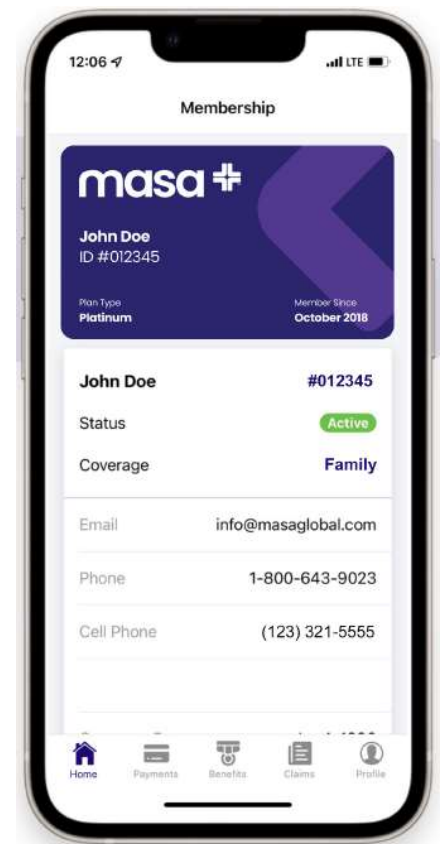 12:06
LTE
Membership
masa
John Doe
ID #012345
Plan Type
Member Since
Platinum
October 2018
John Doe
#012345
Status
Active
Coverage
Family
Email
info@masaglobal.com
Phone
1-800-643-9023
Cell Phone
(123) 321-5555
Home
Payments
Benefits
Claims
Profile